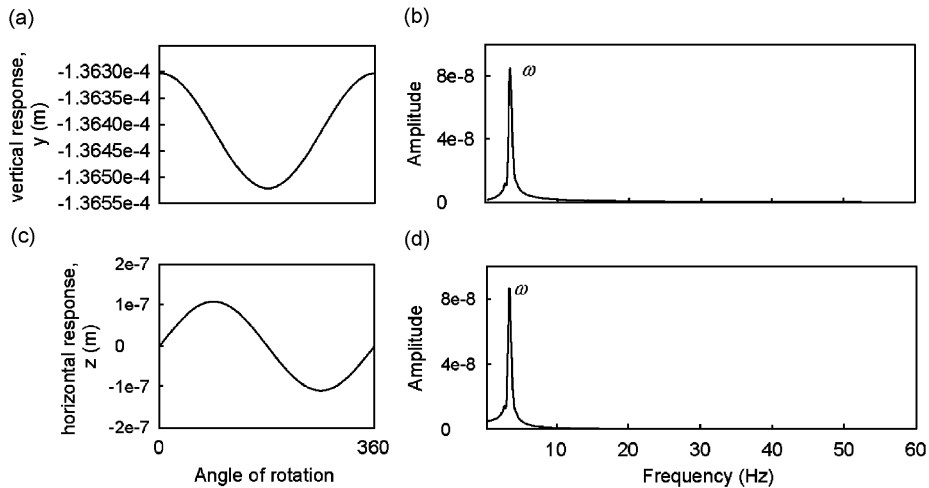 (a)
vertical response,
y (m)
-1.3630e-4
-1.3635e-4
-1.3640e-4
-1.3645e-4
-1.3650e-4
-1.3655e-4
(b)
Amplitude
8e-8
4e-8
0
ω
(c)
horizontal response,
z (m)
2e-7
1e-7
0
-1e-7
-2e-7
0
360
Angle of rotation
(d)
Amplitude
8e-8
4e-8
0
ω
10
20
30
40
50
60
Frequency (Hz)